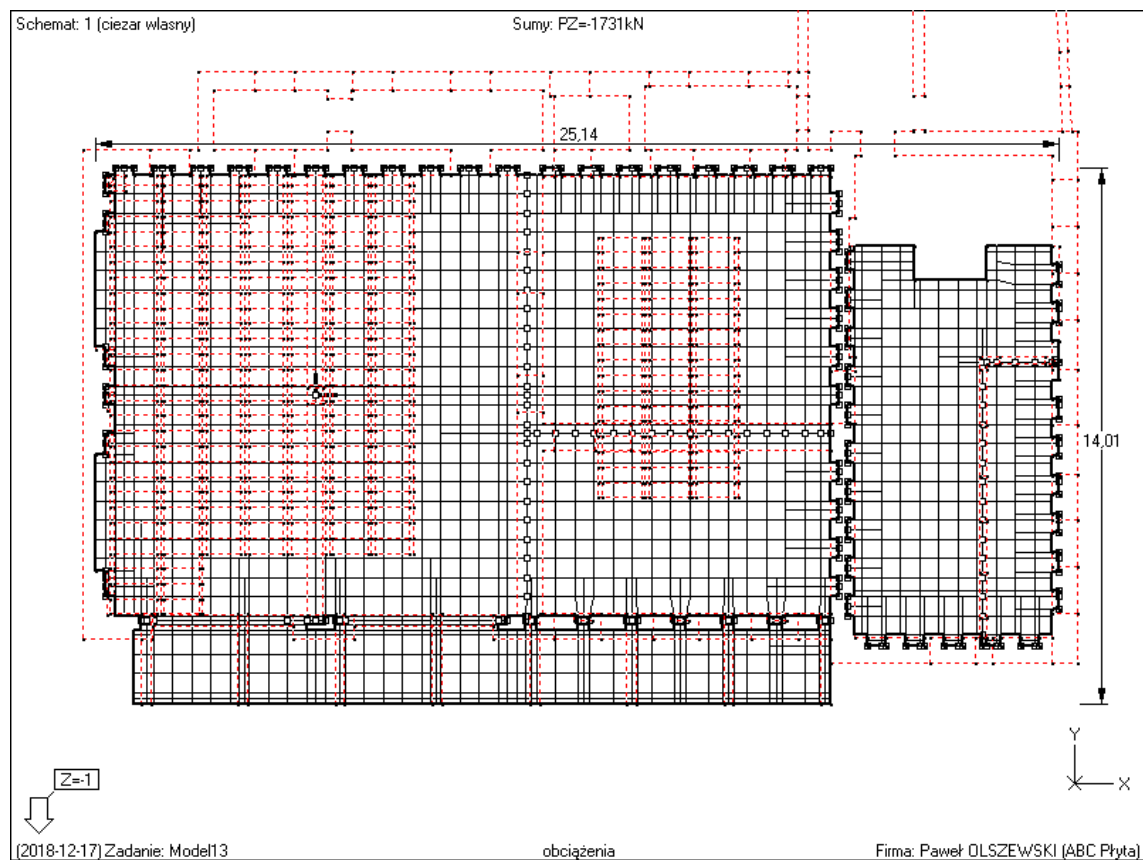 Schemat: 1 (ciezar wlasny) Sumy: PZ=-1731kN
25,14
14,01
Y
X
Z=-1
(2018-12-17) Zadanie: Model13 obciążenia Firma: Paweł OLSZEWSKI (ABC Płyta)